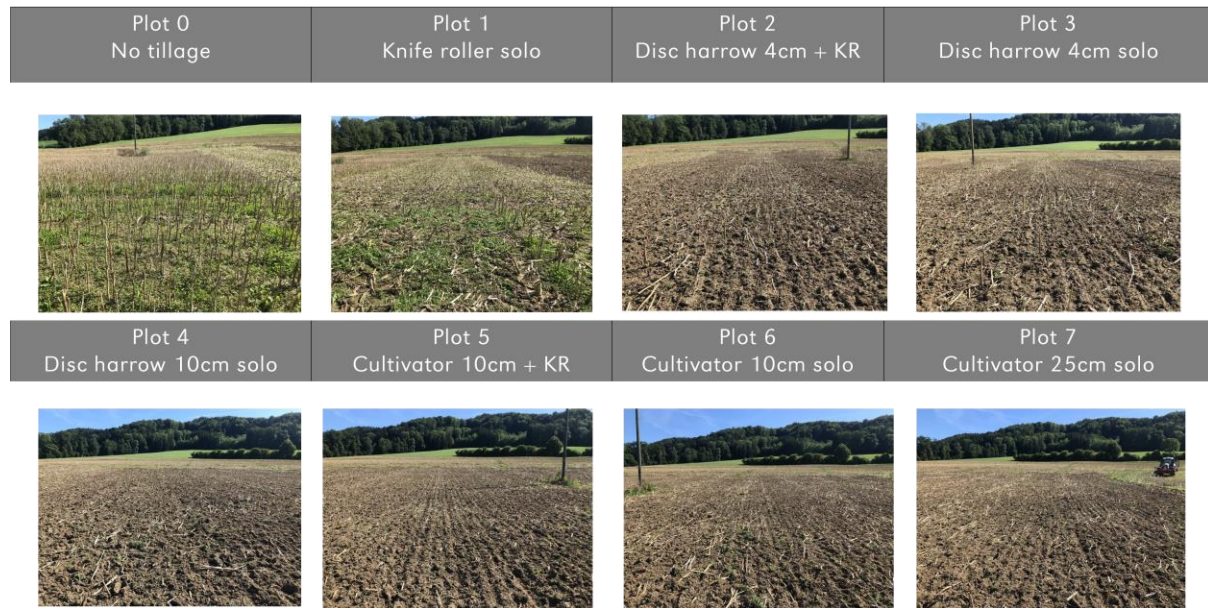 Plot 0
No tillage
Plot 1
Knife roller solo
Plot 2
Disc harrow 4cm + KR
Plot 3
Disc harrow 4cm solo
Plot 4
Disc harrow 10cm solo
Plot 5
Cultivator 10cm + KR
Plot 6
Cultivator 10cm solo
Plot 7
Cultivator 25cm solo